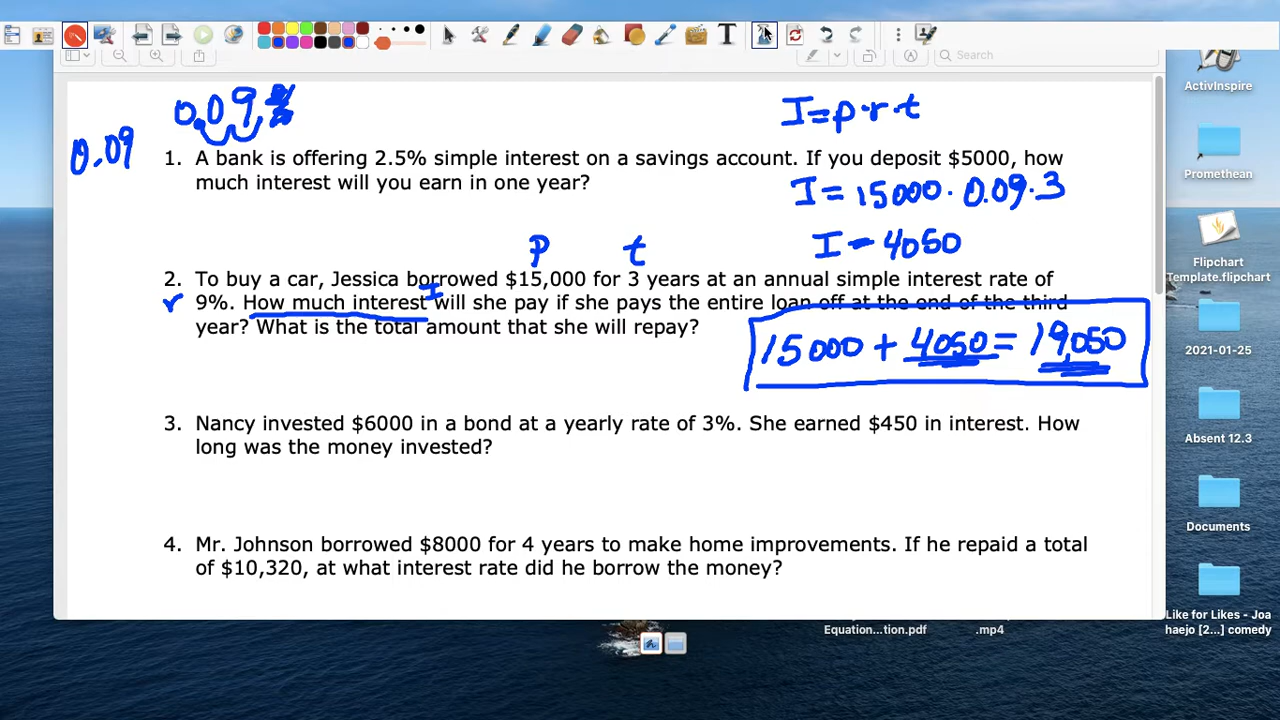 Search
0.09.%
I=p·r·t
0.09
1. A bank is offering 2.5% simple interest on a savings account. If you deposit $5000, how
much interest will you earn in one year?
I=15000·0.09·3
I=4050
p t
2. To buy a car, Jessica borrowed $15,000 for 3 years at an annual simple interest rate of
r 9%. How much interest I will she pay if she pays the entire loan off at the end of the third
year? What is the total amount that she will repay?
15000+4050=19,050
3. Nancy invested $6000 in a bond at a yearly rate of 3%. She earned $450 in interest. How
long was the money invested?
4. Mr. Johnson borrowed $8000 for 4 years to make home improvements. If he repaid a total
of $10,320, at what interest rate did he borrow the money?
ActivInspire
Promethean
Flipchart
Template.flipchart
2021-01-25
Absent 12.3
Documents
Like for Likes - Joa
haejo [2...] comedy
Equation...tion.pdf
.mp4